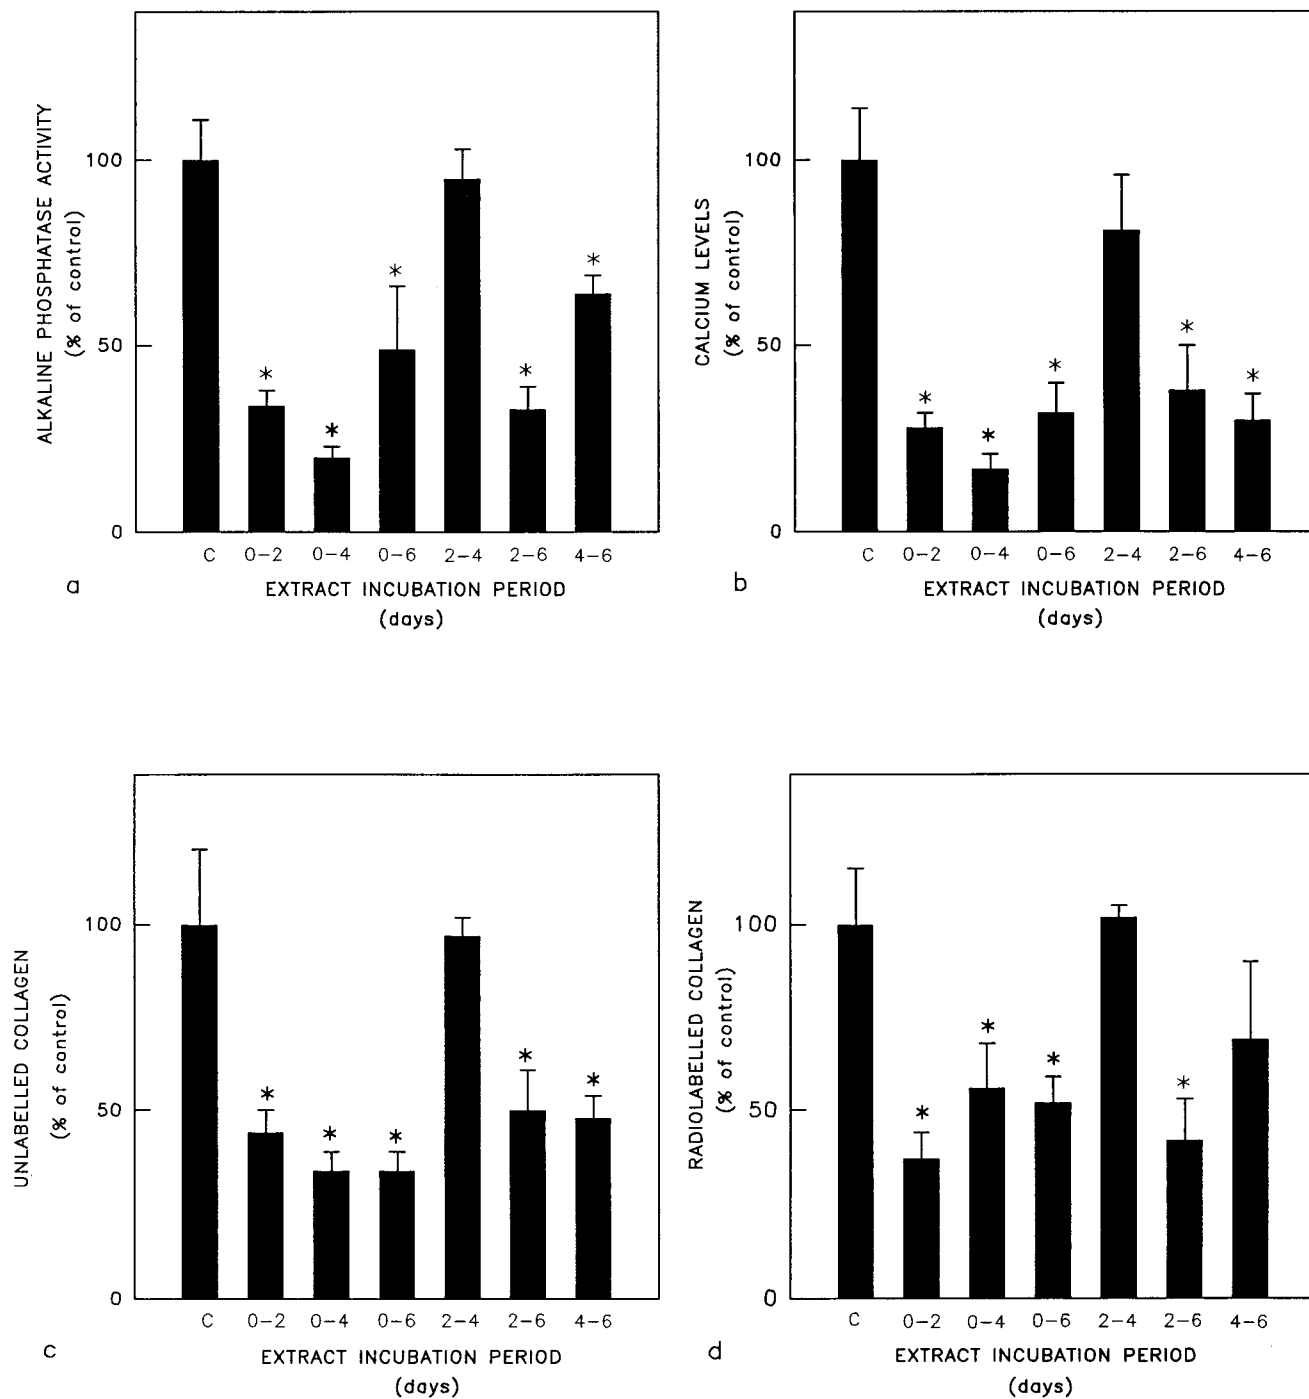 ALKALINE PHOSPHATASE ACTIVITY
(% of control)
100
50
0
*
*
*
*
*
C 0-2 0-4 0-6 2-4 2-6 4-6
EXTRACT INCUBATION PERIOD
(days)
a
CALCIUM LEVELS
(% of control)
100
50
0
*
*
*
*
*
C 0-2 0-4 0-6 2-4 2-6 4-6
EXTRACT INCUBATION PERIOD
(days)
b
UNLABELLED COLLAGEN
(% of control)
100
50
0
*
*
*
*
*
C 0-2 0-4 0-6 2-4 2-6 4-6
EXTRACT INCUBATION PERIOD
(days)
c
RADIOLABELLED COLLAGEN
(% of control)
100
50
0
*
*
*
*
C 0-2 0-4 0-6 2-4 2-6 4-6
EXTRACT INCUBATION PERIOD
(days)
d